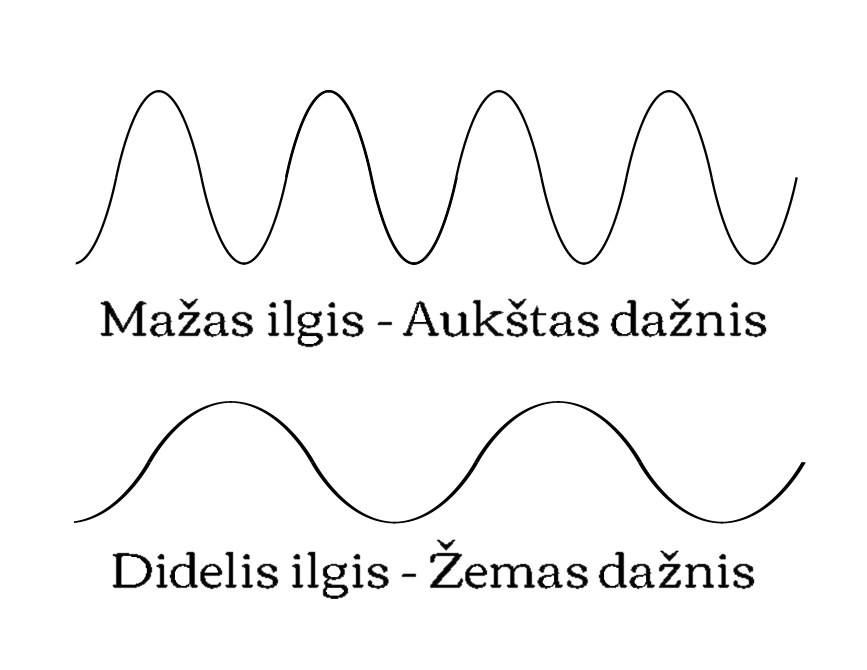 Mažas ilgis - Aukštas dažnis
Didelis ilgis - Žemas dažnis